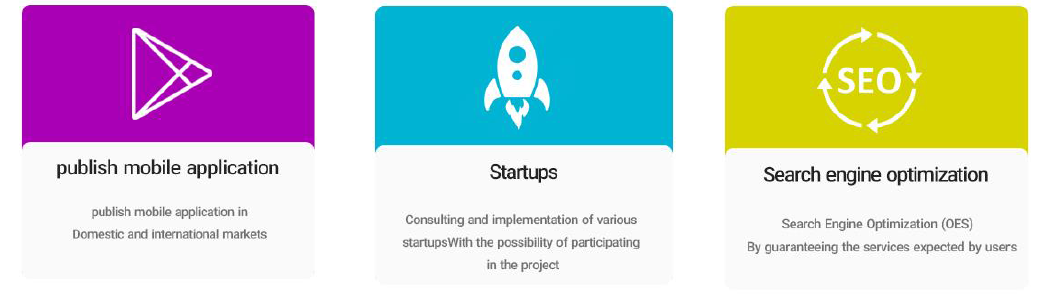 publish mobile application
publish mobile application in
Domestic and international markets
Startups
Consulting and implementation of various
startupsWith the possibility of participating
in the project
SEO
Search engine optimization
Search Engine Optimization (OES)
By guaranteeing the services expected by users